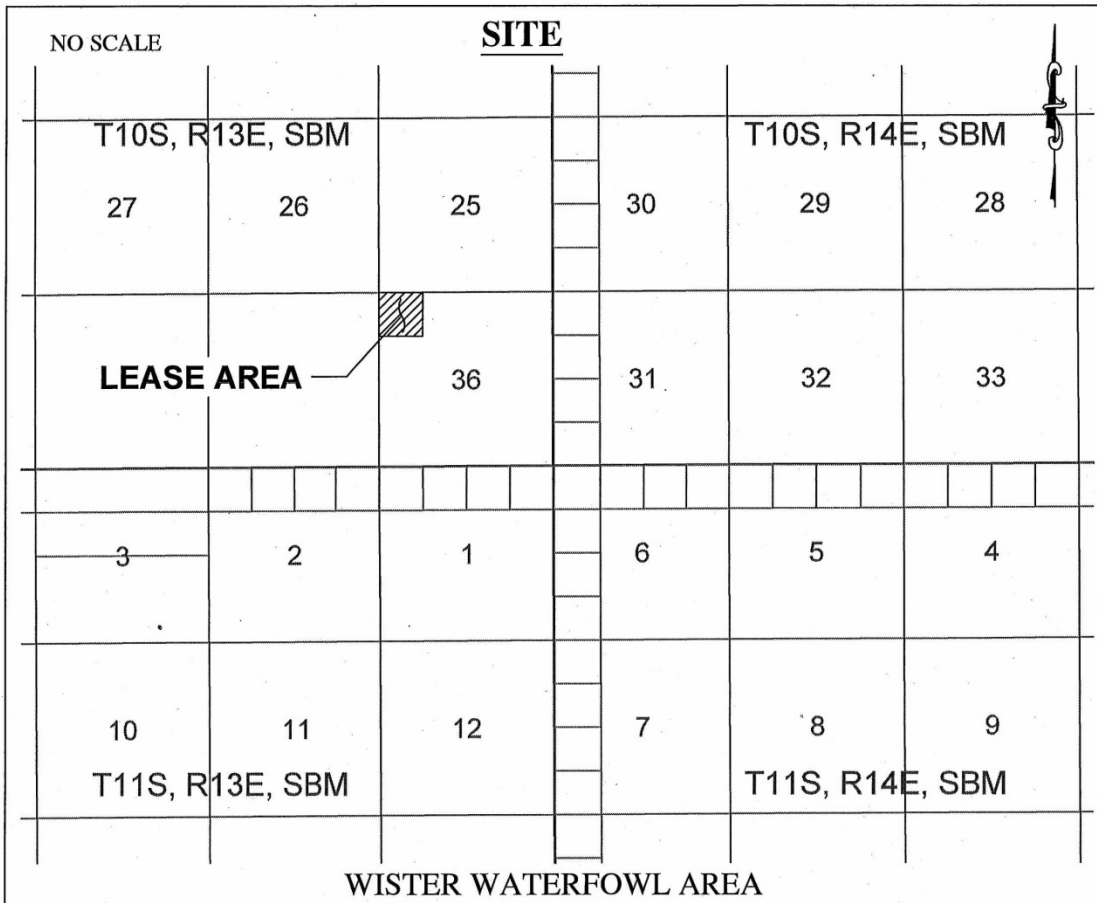 NO SCALE
SITE
T10S, R13E, SBM
T10S, R14E, SBM
27 26 25 30 29 28
LEASE AREA
36 31 32 33
3 2 1 6 5 4
10 11 12 7 8 9
T11S, R13E, SBM
T11S, R14E, SBM
WISTER WATERFOWL AREA